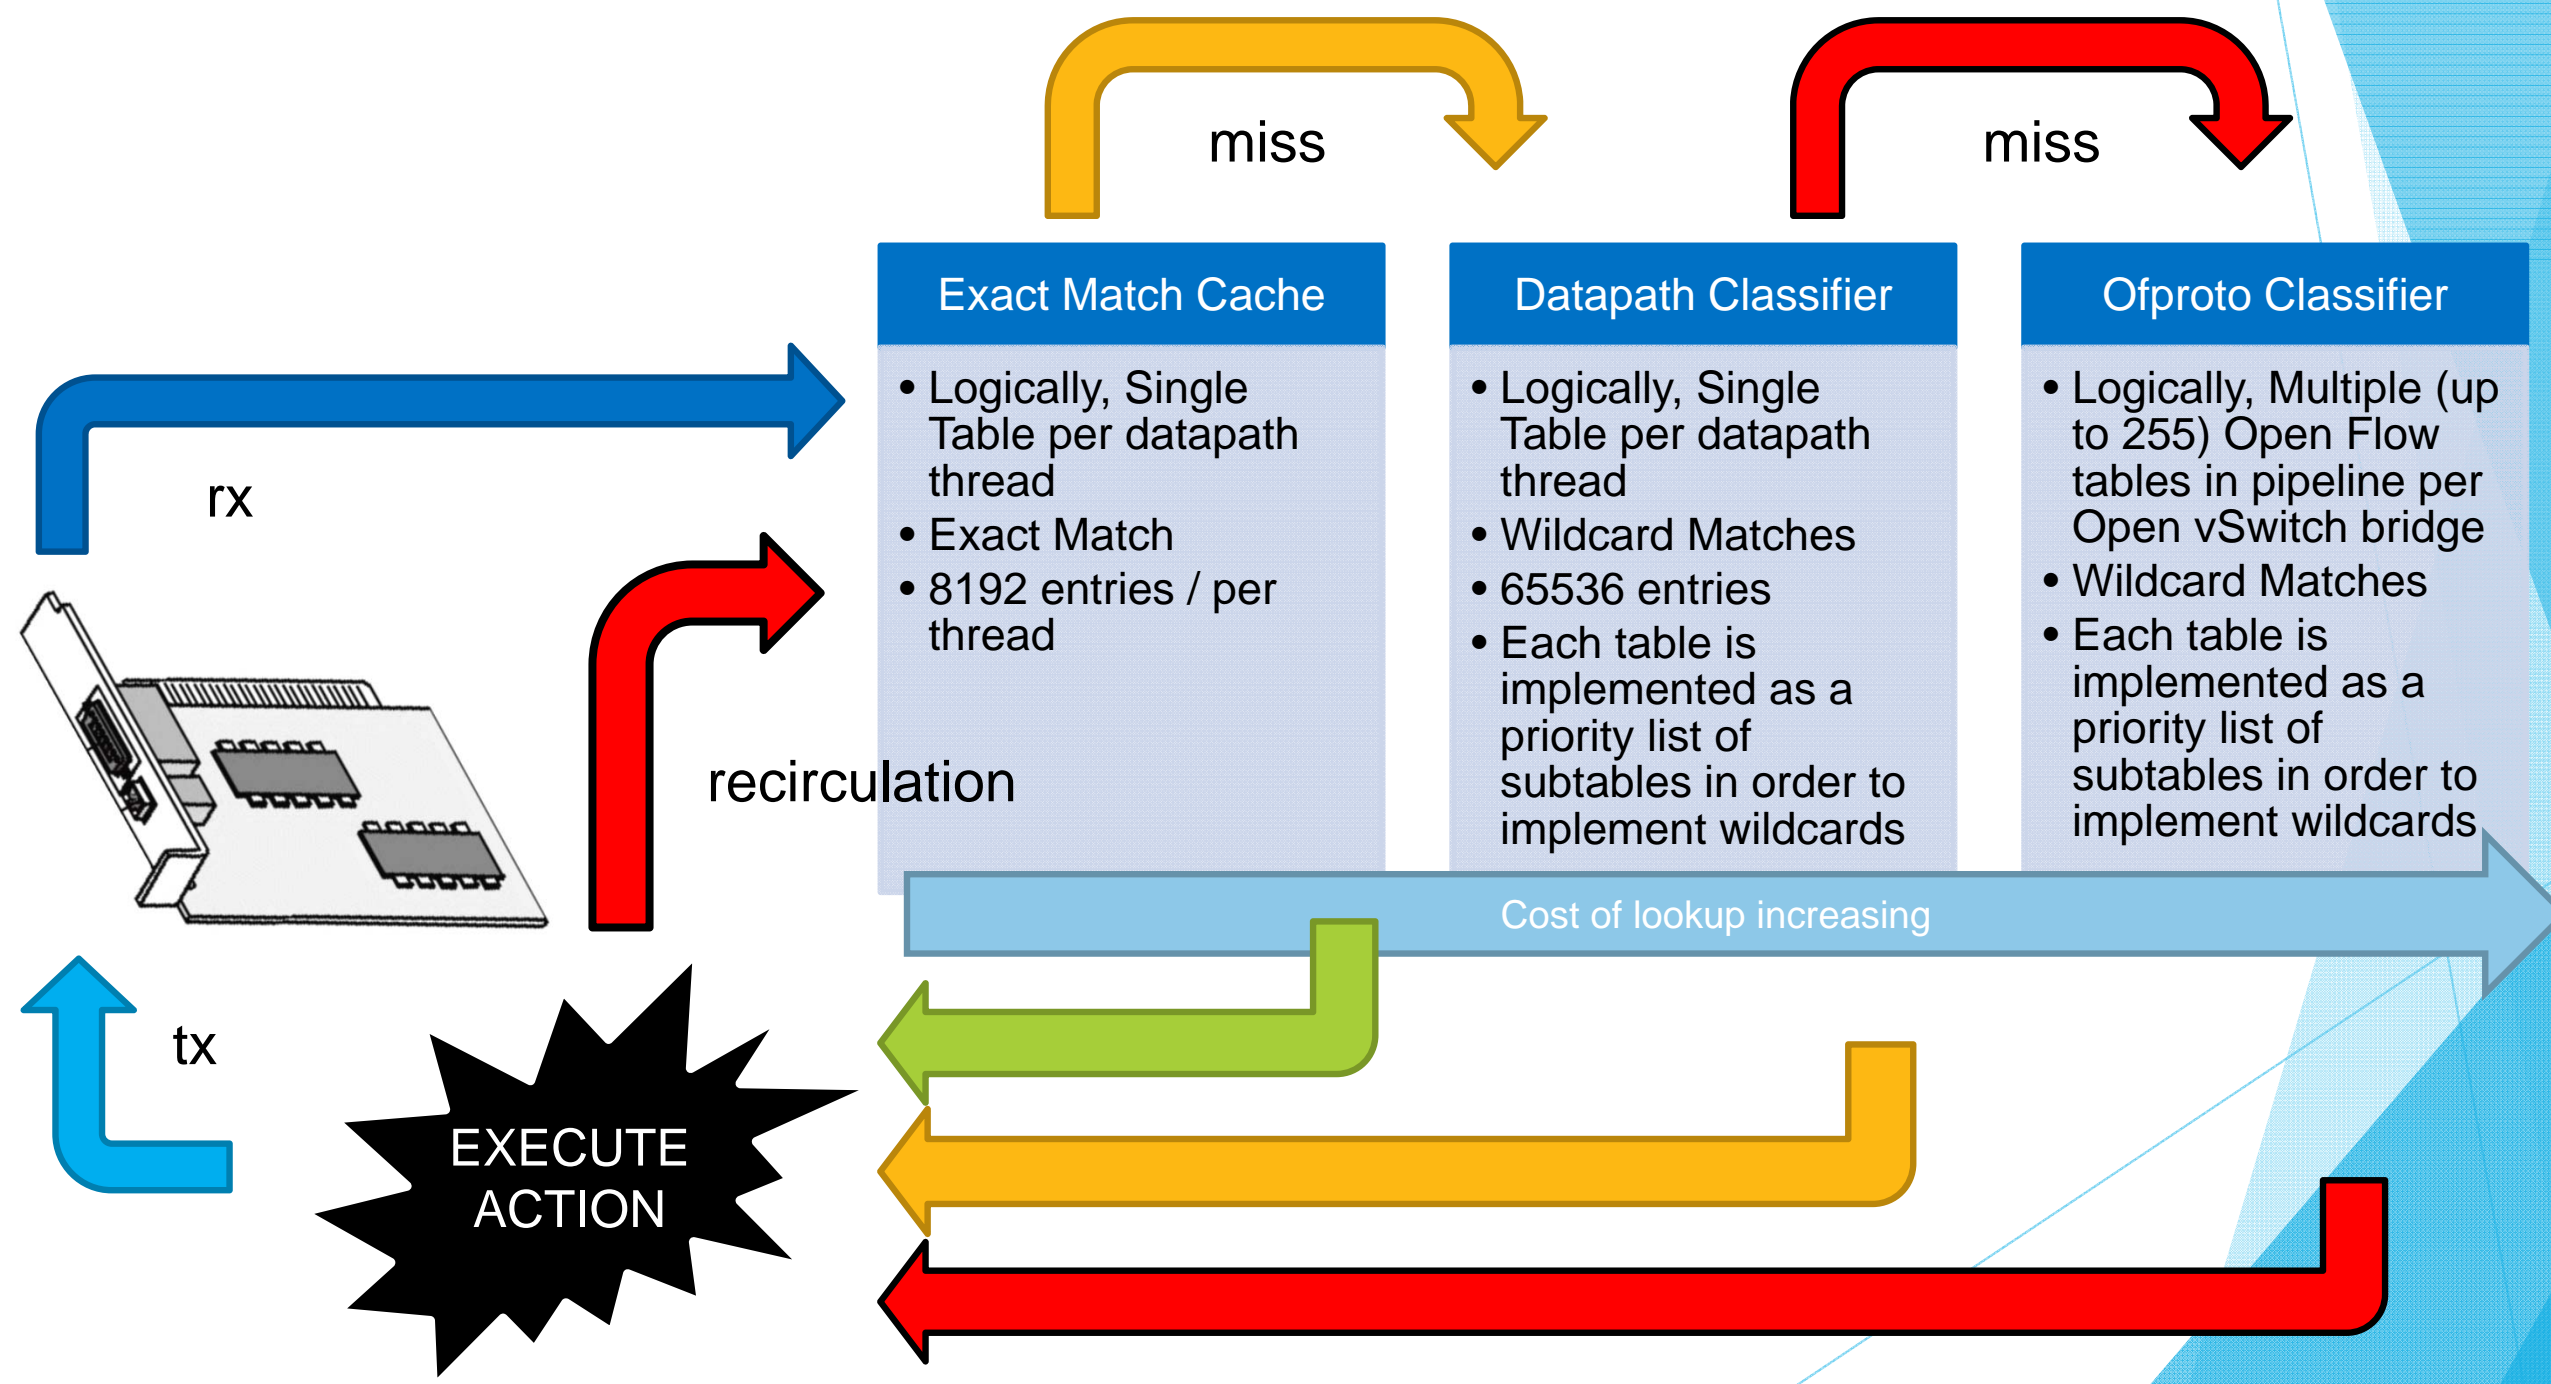 miss
miss
Exact Match Cache
• Logically, Single
Table per datapath
thread
• Exact Match
• 8192 entries / per
thread
Datapath Classifier
• Logically, Single
Table per datapath
thread
• Wildcard Matches
• 65536 entries
• Each table is
implemented as a
priority list of
subtables in order to
implement wildcards
Ofproto Classifier
• Logically, Multiple (up
to 255) Open Flow
tables in pipeline per
Open vSwitch bridge
• Wildcard Matches
• Each table is
implemented as a
priority list of
subtables in order to
implement wildcards
rx
recirculation
Cost of lookup increasing
tx
EXECUTE
ACTION